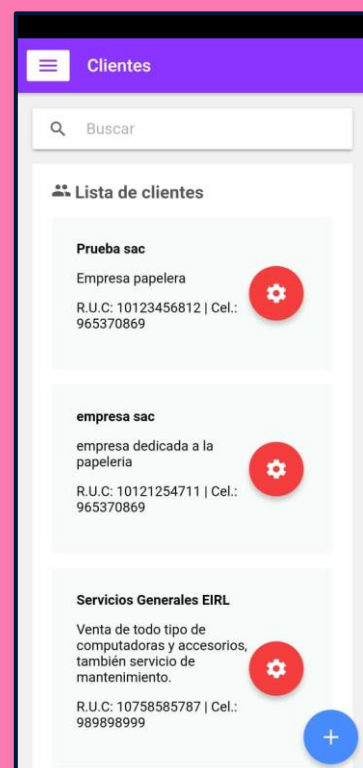 Clientes
Buscar
Lista de clientes
Prueba sac
Empresa papelera
R.U.C: 10123456812 | Cel.:
965370869
empresa sac
empresa dedicada a la
papeleria
R.U.C: 10121254711 | Cel.:
965370869
Servicios Generales EIRL
Venta de todo tipo de
computadoras y accesorios,
también servicio de
mantenimiento.
R.U.C: 10758585787 | Cel.:
989898999